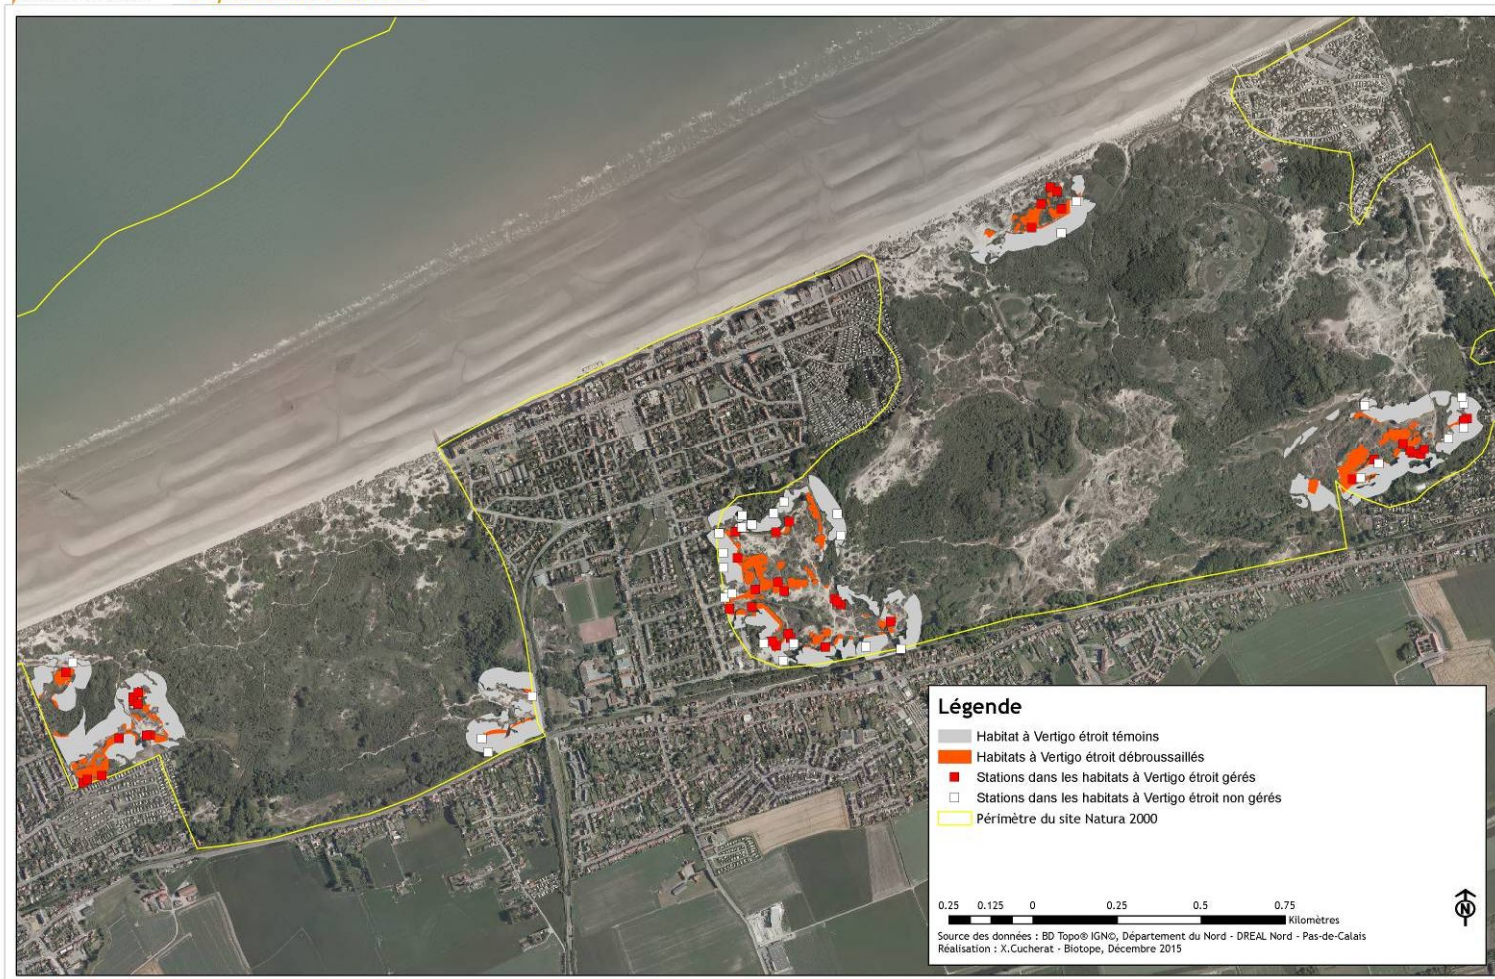 Légende
Habitat à Vertigo étroit témoins
Habitats à Vertigo étroit débroussaillés
Stations dans les habitats à Vertigo étroit gérés
Stations dans les habitats à Vertigo étroit non gérés
Périmètre du site Natura 2000
0.25 0.125 0 0.25 0.5 0.75
Kilomètres
N
Source des données : BD Topo® IGN©, Département du Nord - DREAL Nord - Pas-de-Calais
Réalisation : X.Cucherat - Biotope, Décembre 2015